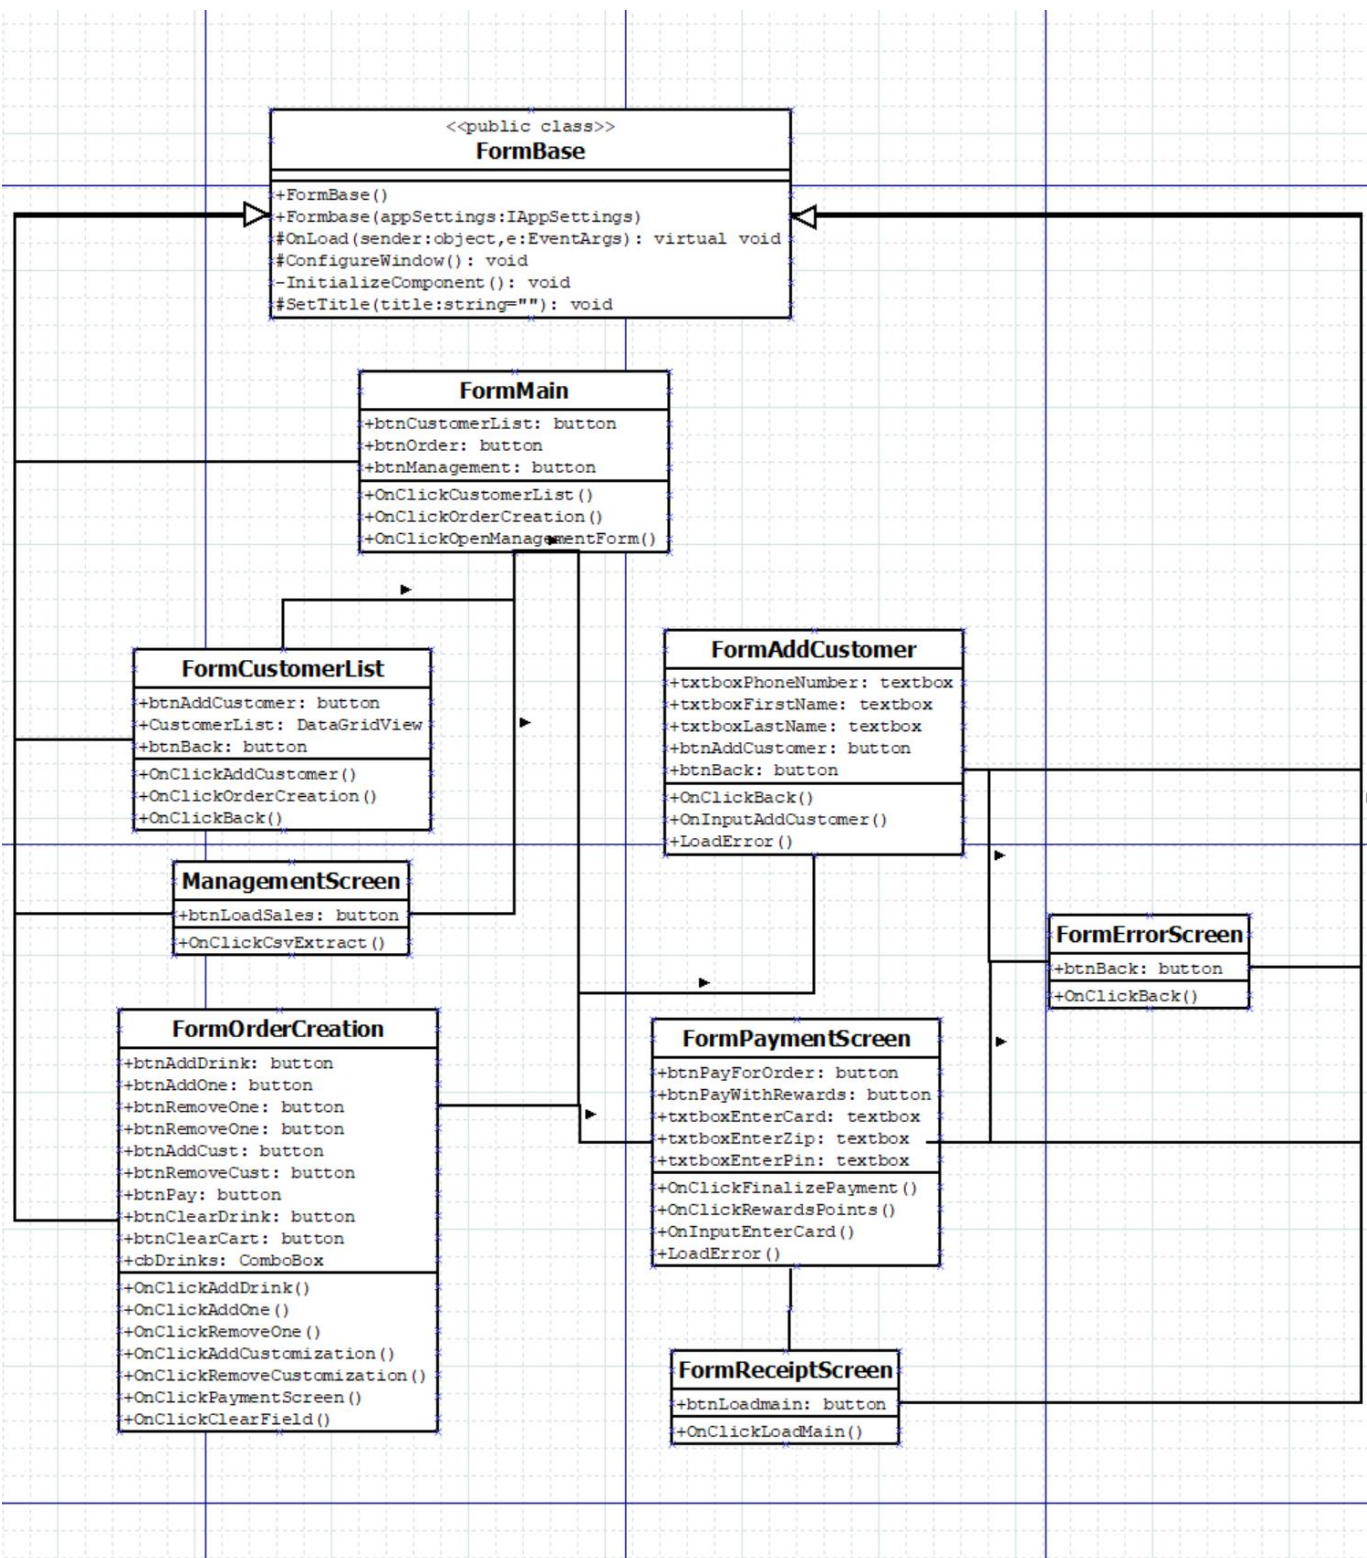 <<public class>>
FormBase
+FormBase()
+Formbase(appSettings:IAppSettings)
#OnLoad(sender:object,e:EventArgs): virtual void
#ConfigureWindow(): void
-InitializeComponent(): void
#SetTitle(title:string=""): void
FormMain
+btnCustomerList: button
+btnOrder: button
+btnManagement: button
+OnClickCustomerList()
+OnClickOrderCreation()
+OnClickOpenManagementForm()
FormCustomerList
+btnAddCustomer: button
+CustomerList: DataGridView
+btnBack: button
+OnClickAddCustomer()
+OnClickOrderCreation()
+OnClickBack()
FormAddCustomer
+txtboxPhoneNumber: textbox
+txtboxFirstName: textbox
+txtboxLastName: textbox
+btnAddCustomer: button
+btnBack: button
+OnClickBack()
+OnInputAddCustomer()
+LoadError()
ManagementScreen
+btnLoadSales: button
+OnClickCsvExtract()
FormErrorScreen
+btnBack: button
+OnClickBack()
FormOrderCreation
+btnAddDrink: button
+btnAddOne: button
+btnRemoveOne: button
+btnRemoveOne: button
+btnAddCust: button
+btnRemoveCust: button
+btnPay: button
+btnClearDrink: button
+btnClearCart: button
+cbDrinks: ComboBox
+OnClickAddDrink()
+OnClickAddOne()
+OnClickRemoveOne()
+OnClickAddCustomization()
+OnClickRemoveCustomization()
+OnClickPaymentScreen()
+OnClickClearField()
FormPaymentScreen
+btnPayForOrder: button
+btnPayWithRewards: button
+txtboxEnterCard: textbox
+txtboxEnterZip: textbox
+txtboxEnterPin: textbox
+OnClickFinalizePayment()
+OnClickRewardsPoints()
+OnInputEnterCard()
+LoadError()
FormReceiptScreen
+btnLoadmain: button
+OnClickLoadMain()